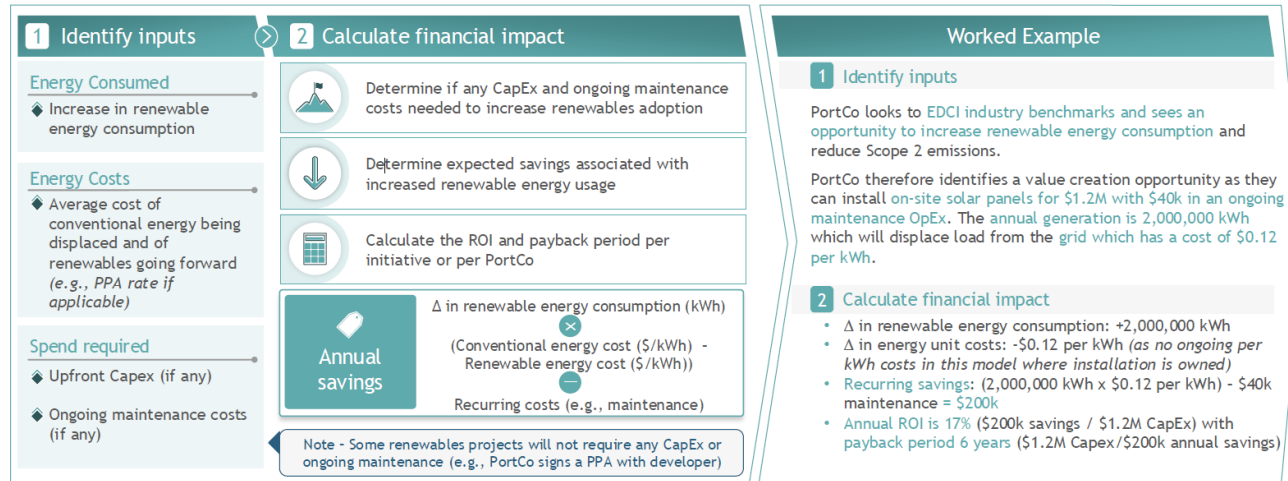 1 Identify inputs
Energy Consumed
Increase in renewable
energy consumption
Energy Costs
Average cost of
conventional energy being
displaced and of
renewables going forward
(e.g., PPA rate if
applicable)
Spend required
Upfront Capex (if any)
Ongoing maintenance costs
(if any)
2 Calculate financial impact
Determine if any CapEx and ongoing maintenance
costs needed to increase renewables adoption
Determine expected savings associated with
increased renewable energy usage
Calculate the ROI and payback period per
initiative or per PortCo
Annual
savings
Δ in renewable energy consumption (kWh)
×
(Conventional energy cost ($/kWh) -
Renewable energy cost ($/kWh))
—
Recurring costs (e.g., maintenance)
Note - Some renewables projects will not require any CapEx or
ongoing maintenance (e.g., PortCo signs a PPA with developer)
Worked Example
1 Identify inputs
PortCo looks to EDCI industry benchmarks and sees an
opportunity to increase renewable energy consumption and
reduce Scope 2 emissions.
PortCo therefore identifies a value creation opportunity as they
can install on-site solar panels for $1.2M with $40k in an ongoing
maintenance OpEx. The annual generation is 2,000,000 kWh
which will displace load from the grid which has a cost of $0.12
per kWh.
2 Calculate financial impact
• Δ in renewable energy consumption: +2,000,000 kWh
• Δ in energy unit costs: -$0.12 per kWh (as no ongoing per
kWh costs in this model where installation is owned)
• Recurring savings: (2,000,000 kWh x $0.12 per kWh) - $40k
maintenance = $200k
• Annual ROI is 17% ($200k savings / $1.2M CapEx) with
payback period 6 years ($1.2M Capex/$200k annual savings)